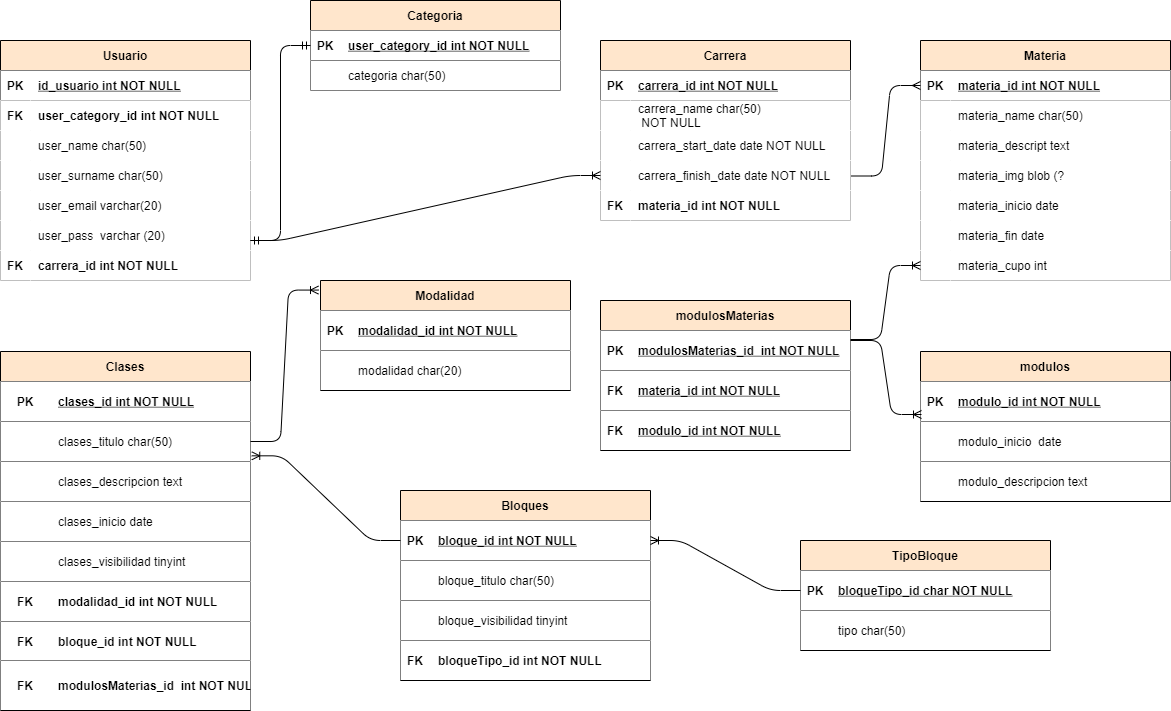 Categoria
PK user_category_id int NOT NULL
categoria char(50)
Usuario
PK id_usuario int NOT NULL
FK user_category_id int NOT NULL
user_name char(50)
user_surname char(50)
user_email varchar(20)
user_pass  varchar (20)
FK carrera_id int NOT NULL
Carrera
PK carrera_id int NOT NULL
carrera_name char(50)
NOT NULL
carrera_start_date date NOT NULL
carrera_finish_date date NOT NULL
FK materia_id int NOT NULL
Materia
PK materia_id int NOT NULL
materia_name char(50)
materia_descript text
materia_img blob (?
materia_inicio date
materia_fin date
materia_cupo int
Modalidad
PK modalidad_id int NOT NULL
modalidad char(20)
modulosMaterias
PK modulosMaterias_id  int NOT NULL
FK materia_id int NOT NULL
FK modulo_id int NOT NULL
modulos
PK modulo_id int NOT NULL
modulo_inicio  date
modulo_descripcion text
Clases
PK clases_id int NOT NULL
clases_titulo char(50)
clases_descripcion text
clases_inicio date
clases_visibilidad tinyint
FK modalidad_id int NOT NULL
FK bloque_id int NOT NULL
FK modulosMaterias_id  int NOT NUL
Bloques
PK bloque_id int NOT NULL
bloque_titulo char(50)
bloque_visibilidad tinyint
FK bloqueTipo_id int NOT NULL
TipoBloque
PK bloqueTipo_id char NOT NULL
tipo char(50)